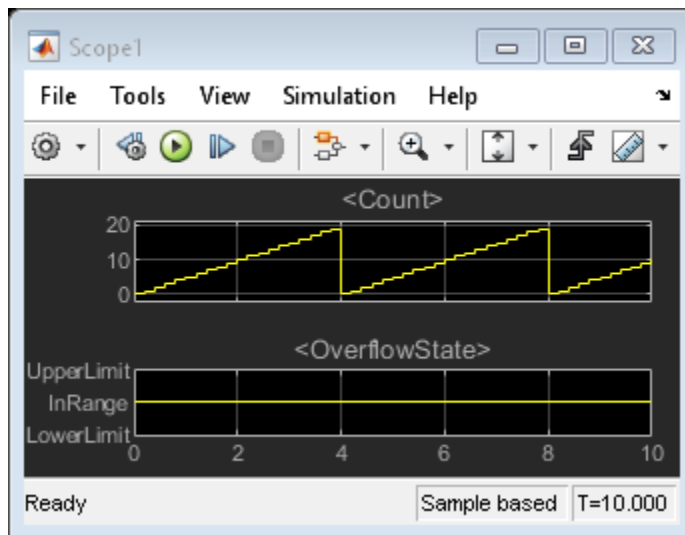 Scope1
File Tools View Simulation Help
<Count>
20
10
0
<OverflowState>
UpperLimit
InRange
LowerLimit
0 2 4 6 8 10
Ready Sample based T=10.000